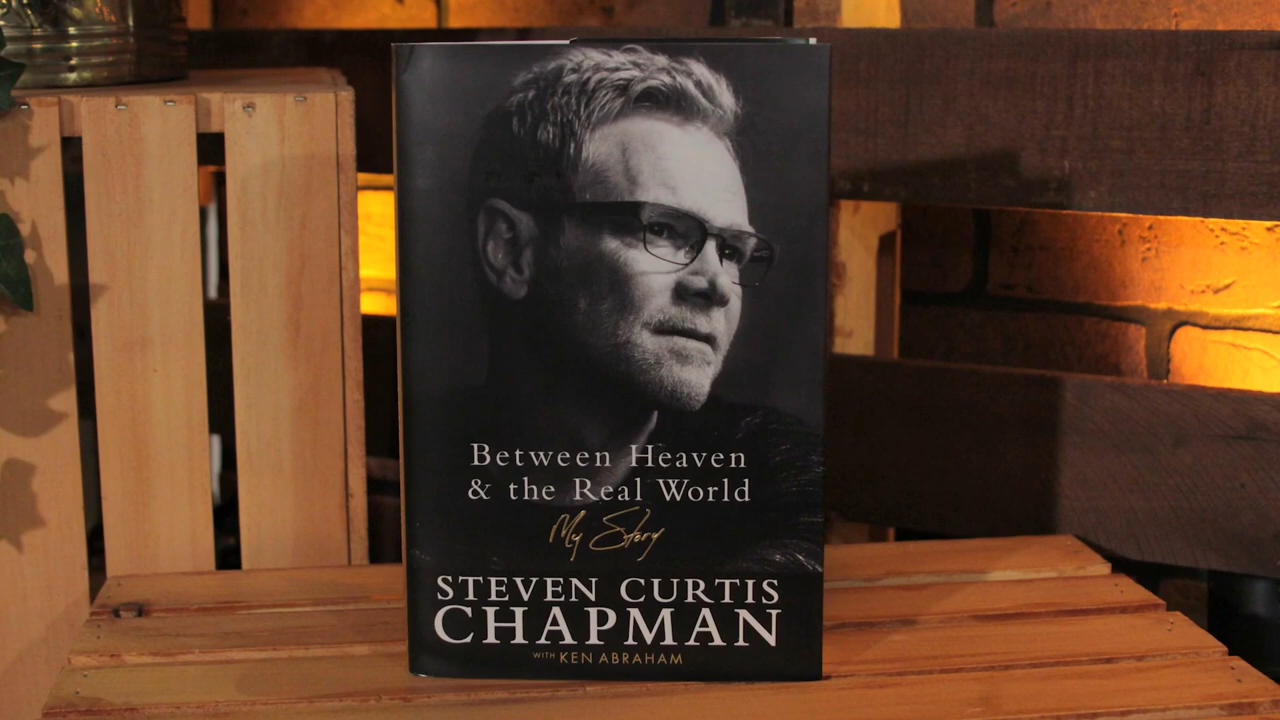 Between Heaven
& the Real World
My Story
STEVEN CURTIS
CHAPMAN
WITH KEN ABRAHAM